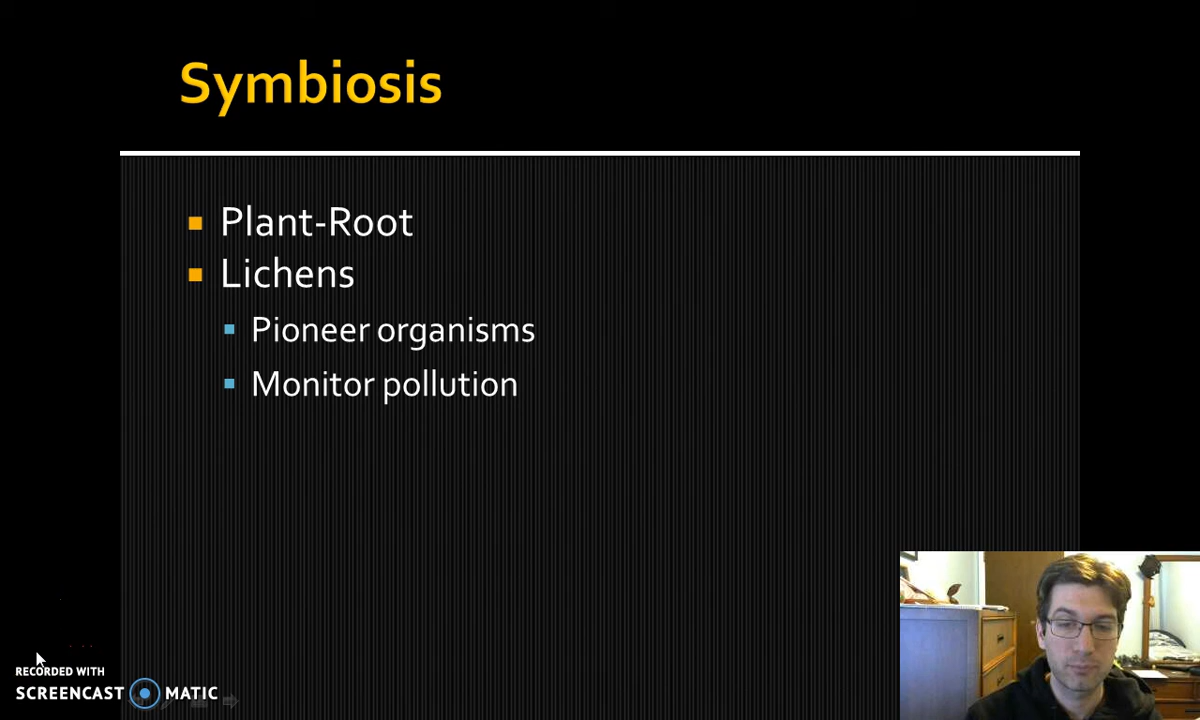 Symbiosis
Plant-Root
Lichens
Pioneer organisms
Monitor pollution
RECORDED WITH
SCREENCAST MATIC